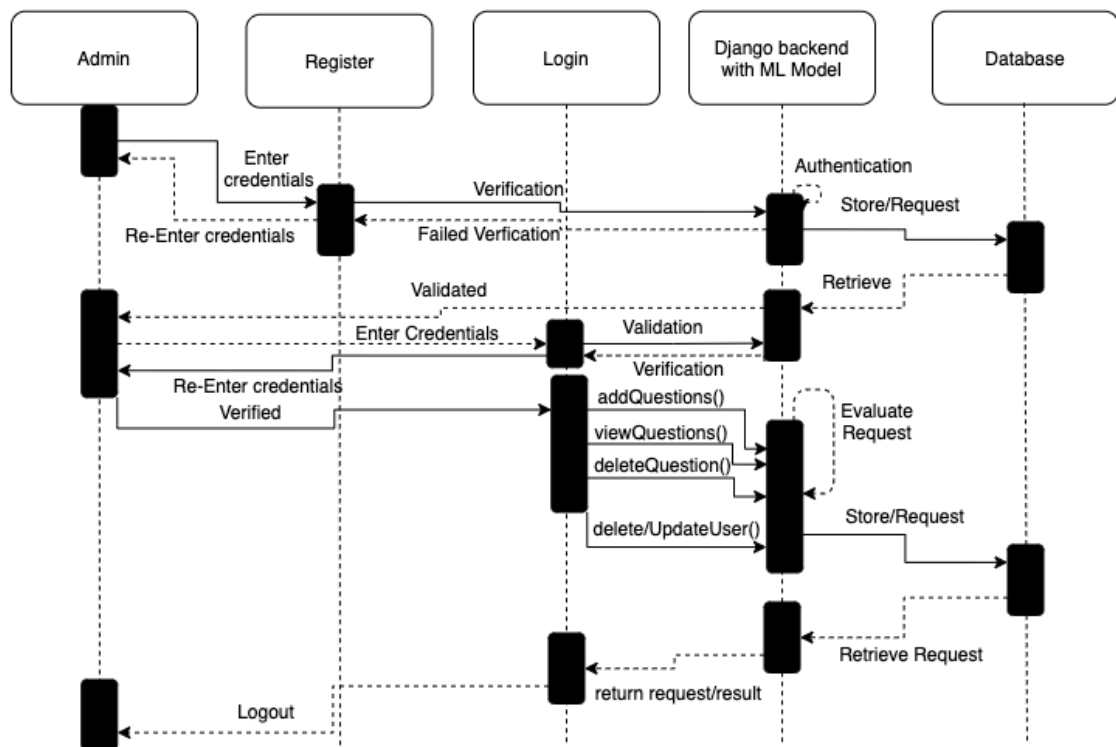 Admin
Register
Login
Django backend
with ML Model
Database
Enter
credentials
Authentication
Verification
Store/Request
Re-Enter credentials
Failed Verfication
Retrieve
Validated
Enter Credentials
Validation
Re-Enter credentials
Verification
Verified
addQuestions()
Evaluate
Request
viewQuestions()
deleteQuestion()
delete/UpdateUser()
Store/Request
Retrieve Request
return request/result
Logout